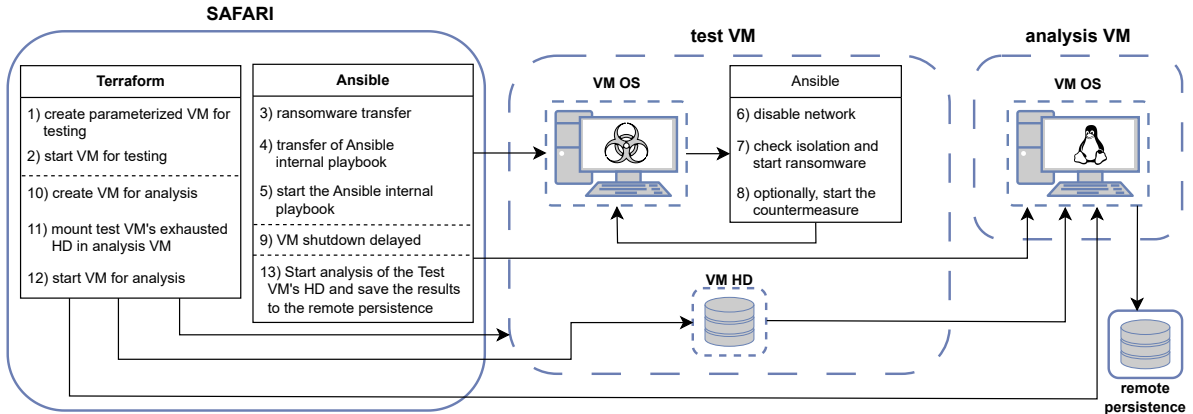 SAFARI
Terraform
1) create parameterized VM for
testing
2) start VM for testing
10) create VM for analysis
11) mount test VM's exhausted
HD in analysis VM
12) start VM for analysis
Ansible
3) ransomware transfer
4) transfer of Ansible
internal playbook
5) start the Ansible internal
playbook
9) VM shutdown delayed
13) Start analysis of the Test
VM's HD and save the results
to the remote persistence
test VM
VM OS
Ansible
6) disable network
7) check isolation and
start ransomware
8) optionally, start the
countermeasure
VM HD
analysis VM
VM OS
remote
persistence